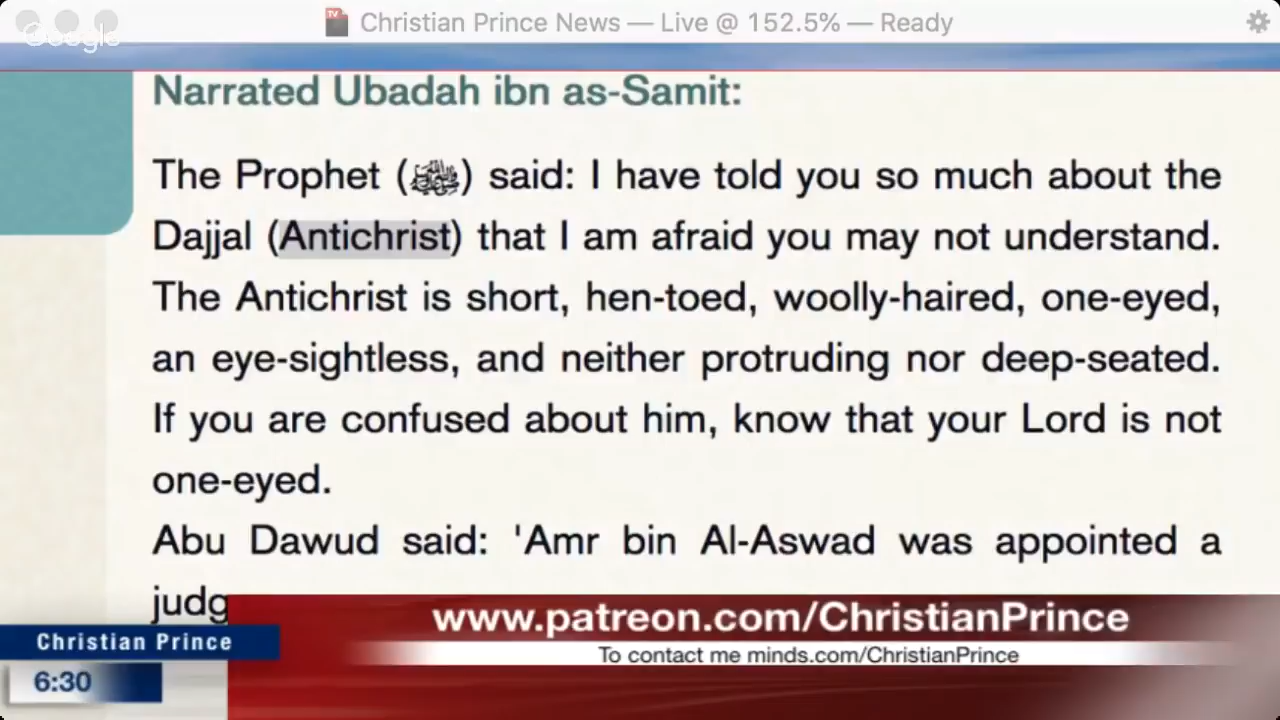 Christian Prince News — Live @ 152.5% — Ready
Google
Narrated Ubadah ibn as-Samit:
The Prophet (ﷺ) said: I have told you so much about the
Dajjal (Antichrist) that I am afraid you may not understand.
The Antichrist is short, hen-toed, woolly-haired, one-eyed,
an eye-sightless, and neither protruding nor deep-seated.
If you are confused about him, know that your Lord is not
one-eyed.
Abu Dawud said: 'Amr bin Al-Aswad was appointed a
judg
www.patreon.com/ChristianPrince
To contact me minds.com/ChristianPrince
Christian Prince
6:30